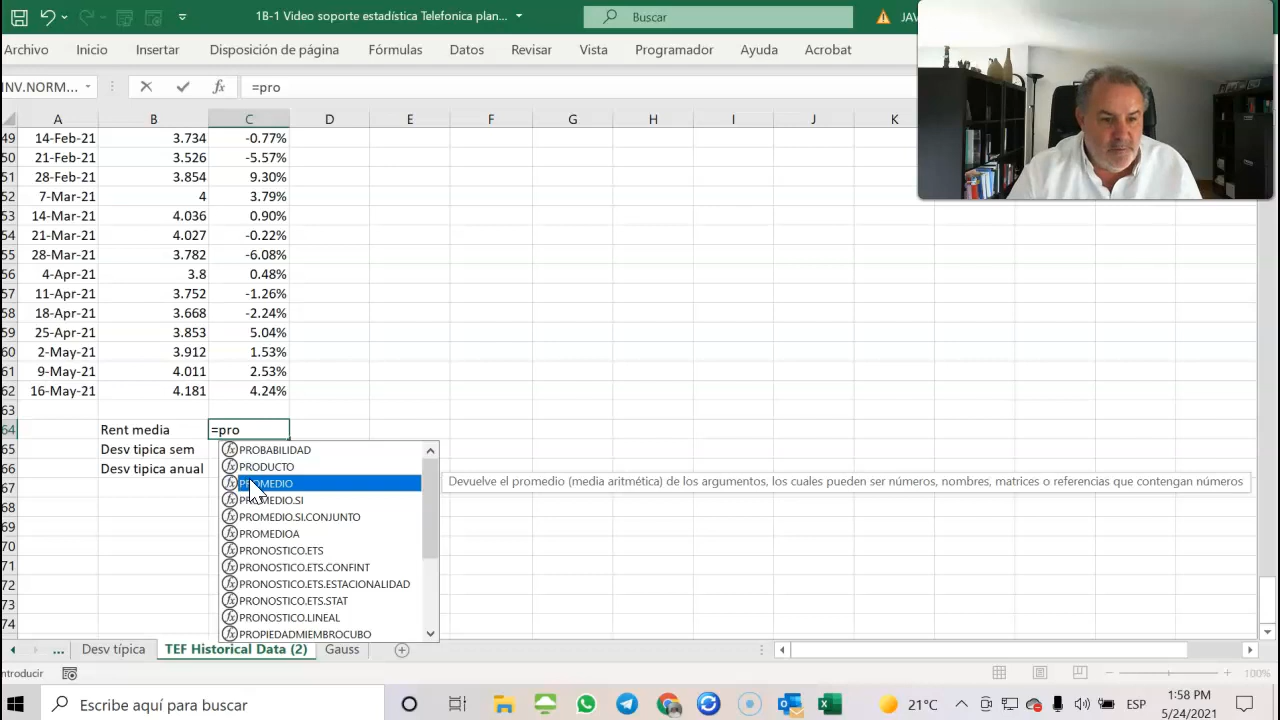 1B-1 Video soporte estadística Telefonica plan...
Buscar
JAV
Archivo Inicio Insertar Disposición de página Fórmulas Datos Revisar Vista Programador Ayuda Acrobat
INV.NORM... fx =pro
A B C D E F G H I J K
49 14-Feb-21 3.734 -0.77%
50 21-Feb-21 3.526 -5.57%
51 28-Feb-21 3.854 9.30%
52 7-Mar-21 4 3.79%
53 14-Mar-21 4.036 0.90%
54 21-Mar-21 4.027 -0.22%
55 28-Mar-21 3.782 -6.08%
56 4-Apr-21 3.8 0.48%
57 11-Apr-21 3.752 -1.26%
58 18-Apr-21 3.668 -2.24%
59 25-Apr-21 3.853 5.04%
60 2-May-21 3.912 1.53%
61 9-May-21 4.011 2.53%
62 16-May-21 4.181 4.24%
63
64 Rent media =pro
65 Desv tipica sem
66 Desv tipica anual
67
68
69
70
71
72
73
74
PROBABILIDAD
PRODUCTO
PROMEDIO
Devuelve el promedio (media aritmética) de los argumentos, los cuales pueden ser números, nombres, matrices o referencias que contengan números
PROMEDIO.SI
PROMEDIO.SI.CONJUNTO
PROMEDIOA
PRONOSTICO.ETS
PRONOSTICO.ETS.CONFINT
PRONOSTICO.ETS.ESTACIONALIDAD
PRONOSTICO.ETS.STAT
PRONOSTICO.LINEAL
PROPIEDADMIEMBROCUBO
... Desv típica TEF Historical Data (2) Gauss
ntroducir
100%
Escribe aquí para buscar
21°C
ESP
1:58 PM
5/24/2021